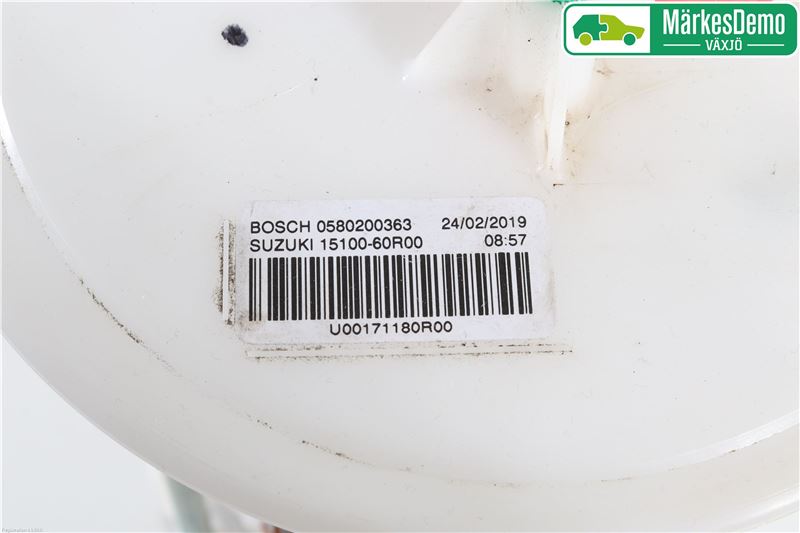 MärkesDemo
VÄXJÖ
BOSCH 0580200363 24/02/2019
SUZUKI 15100-60R00 08:57
U00171180R00